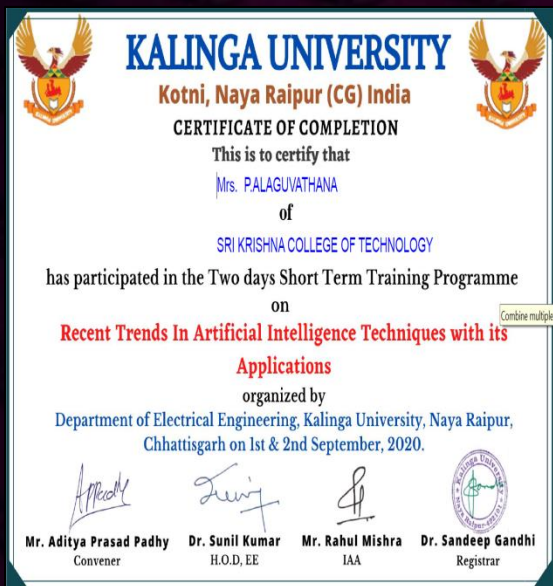 KALINGA UNIVERSITY
Kotni, Naya Raipur (CG) India
CERTIFICATE OF COMPLETION
This is to certify that
Mrs. P.ALAGUVATHANA
of
SRI KRISHNA COLLEGE OF TECHNOLOGY
has participated in the Two days Short Term Training Programme
on
Combine multiple
Recent Trends In Artificial Intelligence Techniques with its
Applications
organized by
Department of Electrical Engineering, Kalinga University, Naya Raipur,
Chhattisgarh on 1st & 2nd September, 2020.
Kalinga University
Mr. Aditya Prasad Padhy Dr. Sunil Kumar Mr. Rahul Mishra Dr. Sandeep Gandhi
Convener H.O.D, EE IAA Registrar